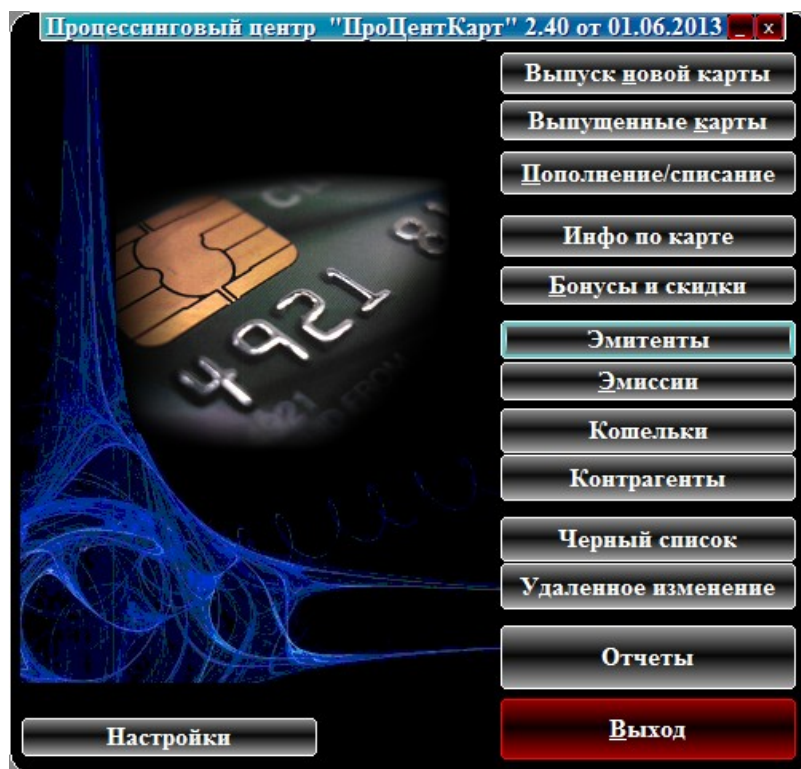 Процессинговый центр "ПроЦентКарт" 2.40 от 01.06.2013 _ x
Выпуск новой карты
Выпущенные карты
Пополнение/списание
Инфо по карте
Бонусы и скидки
Эмитенты
Эмиссии
Кошельки
Контрагенты
Черный список
Удаленное изменение
Отчеты
Выход
Настройки
4921